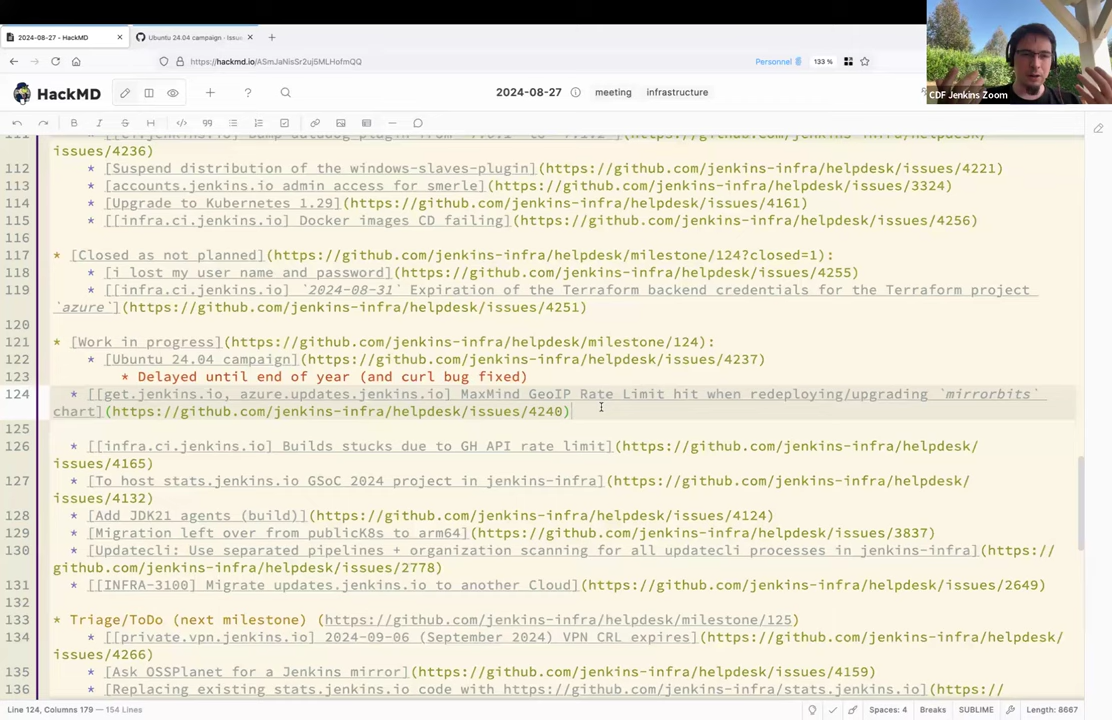 2024-08-27 - HackMD
Ubuntu 24.04 campaign · Issue
https://hackmd.io/ASmJaNisSr2uj5MLHofmQQ
Personnel
133 %
CDF Jenkins Zoom
HackMD
2024-08-27
meeting
infrastructure
issues/4236)
112 * [Suspend distribution of the windows-slaves-plugin](https://github.com/jenkins-infra/helpdesk/issues/4221)
113 * [accounts.jenkins.io admin access for smerle](https://github.com/jenkins-infra/helpdesk/issues/3324)
114 * [Upgrade to Kubernetes 1.29](https://github.com/jenkins-infra/helpdesk/issues/4161)
115 * [[infra.ci.jenkins.io] Docker images CD failing](https://github.com/jenkins-infra/helpdesk/issues/4256)
116
117 * [Closed as not planned](https://github.com/jenkins-infra/helpdesk/milestone/124?closed=1):
118 * [i lost my user name and password](https://github.com/jenkins-infra/helpdesk/issues/4255)
119 * [[infra.ci.jenkins.io] `2024-08-31` Expiration of the Terraform backend credentials for the Terraform project
`azure`](https://github.com/jenkins-infra/helpdesk/issues/4251)
120
121 * [Work in progress](https://github.com/jenkins-infra/helpdesk/milestone/124):
122 * [Ubuntu 24.04 campaign](https://github.com/jenkins-infra/helpdesk/issues/4237)
123 * Delayed until end of year (and curl bug fixed)
124 * [[get.jenkins.io, azure.updates.jenkins.io] MaxMind GeoIP Rate Limit hit when redeploying/upgrading `mirrorbits`
chart](https://github.com/jenkins-infra/helpdesk/issues/4240)
125
126 * [[infra.ci.jenkins.io] Builds stucks due to GH API rate limit](https://github.com/jenkins-infra/helpdesk/
issues/4165)
127 * [To host stats.jenkins.io GSoC 2024 project in jenkins-infra](https://github.com/jenkins-infra/helpdesk/
issues/4132)
128 * [Add JDK21 agents (build)](https://github.com/jenkins-infra/helpdesk/issues/4124)
129 * [Migration left over from publicK8s to arm64](https://github.com/jenkins-infra/helpdesk/issues/3837)
130 * [Updatecli: Use separated pipelines + organization scanning for all updatecli processes in jenkins-infra](https://
github.com/jenkins-infra/helpdesk/issues/2778)
131 * [[INFRA-3100] Migrate updates.jenkins.io to another Cloud](https://github.com/jenkins-infra/helpdesk/issues/2649)
132
133 * Triage/ToDo (next milestone) (https://github.com/jenkins-infra/helpdesk/milestone/125)
134 * [[private.vpn.jenkins.io] 2024-09-06 (September 2024) VPN CRL expires](https://github.com/jenkins-infra/helpdesk/
issues/4266)
135 * [Ask OSSPlanet for a Jenkins mirror](https://github.com/jenkins-infra/helpdesk/issues/4159)
136 * [Replacing existing stats.jenkins.io code with https://github.com/jenkins-infra/stats.jenkins.io](https://
Line 124, Columns 179 — 154 Lines
Spaces: 4
Breaks
SUBLIME
Length: 8667